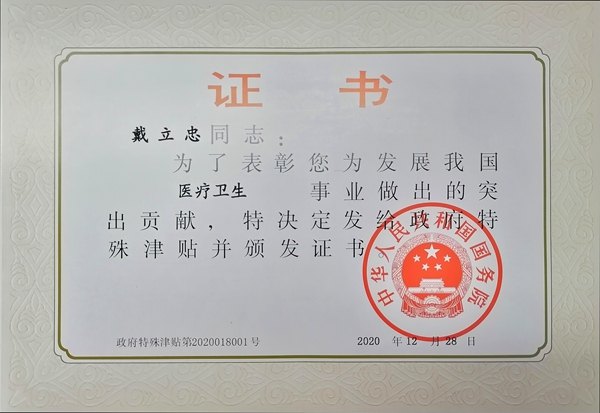 证书
戴立忠同志：
为了表彰您为发展我国
医疗卫生 事业做出的突
出贡献，特决定发给政府特
殊津贴并颁发证书。
中华人民共和国国务院
政府特殊津贴第2020018001号
2020 年12 月28 日